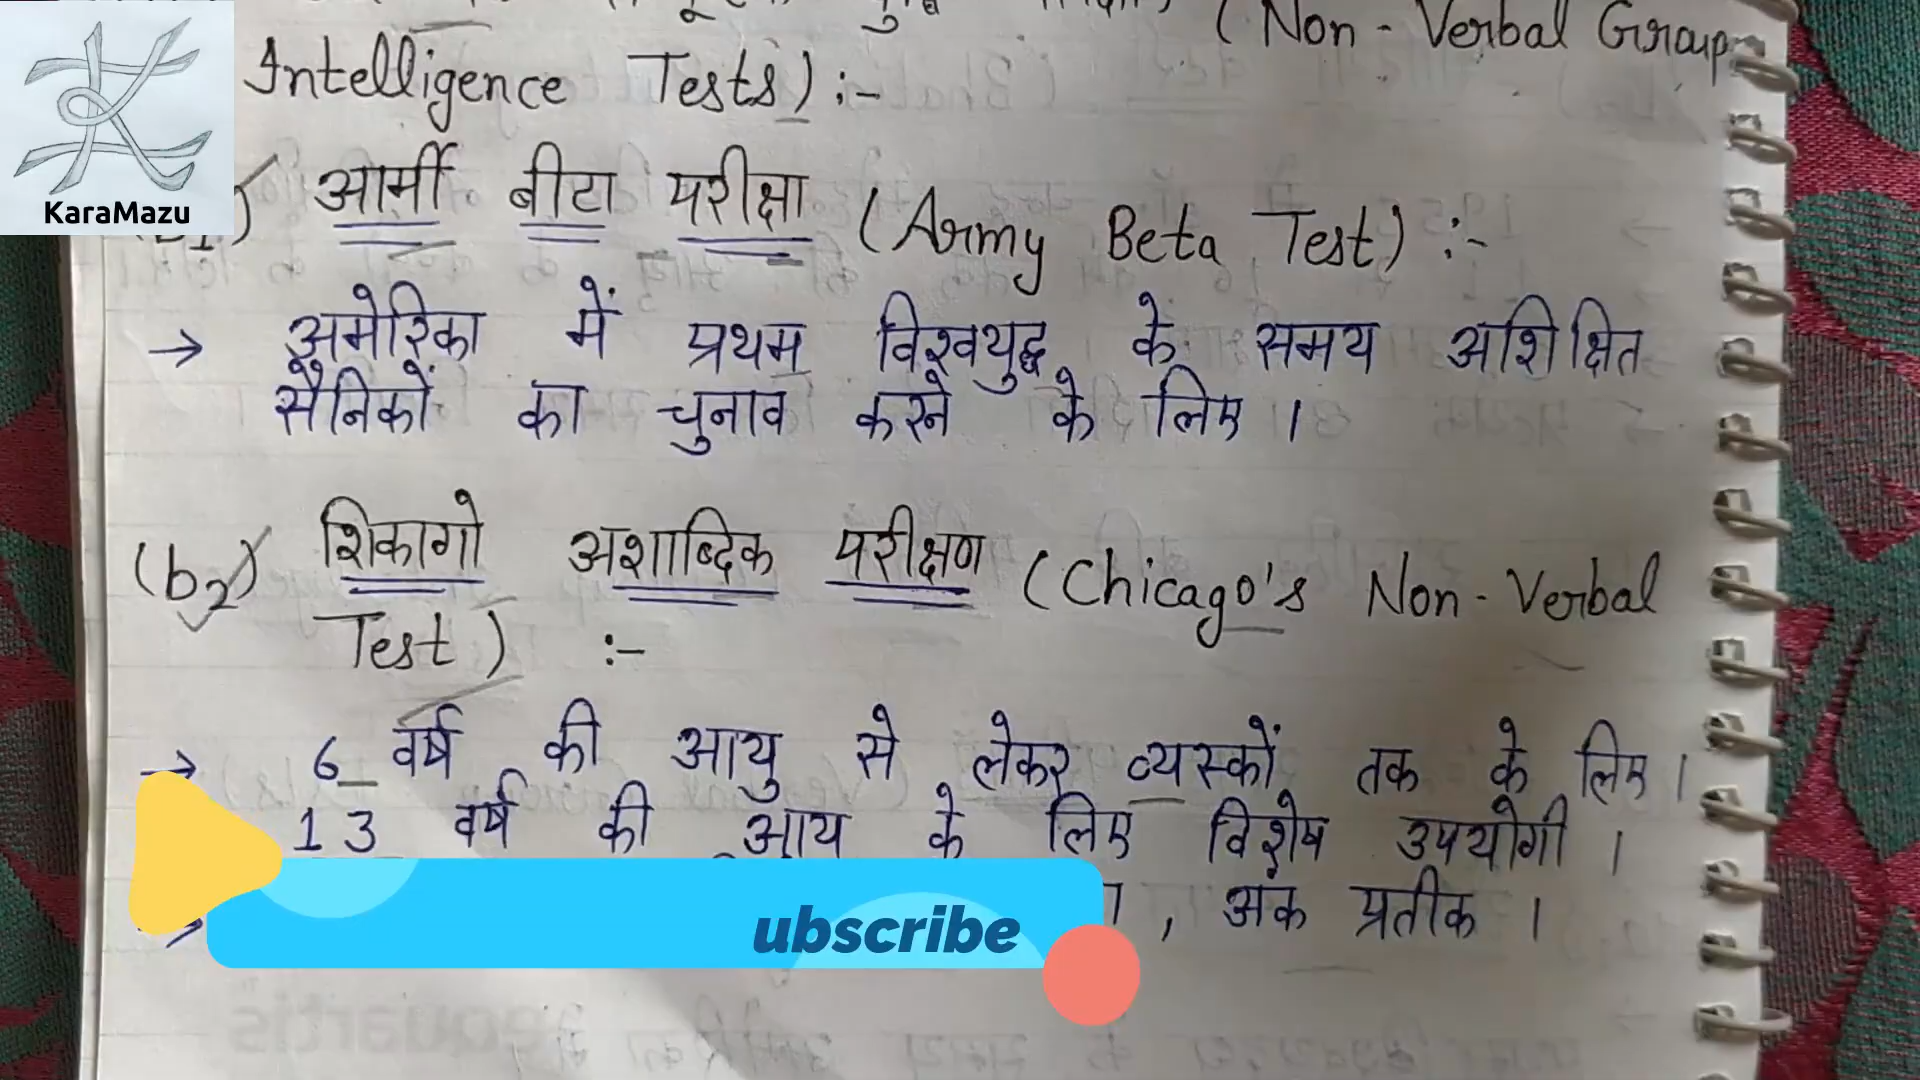 (Non - Verbal Group
Intelligence Tests) :-
KaraMazu
आर्मी बीटा परीक्षा (Army Beta Test) :-
→ अमेरिका में प्रथम विश्वयुद्ध के समय अशिक्षित
सैनिकों का चुनाव करने के लिए ।
(b2) शिकागो अशाब्दिक परीक्षण (Chicago's Non - Verbal
Test) :-
→ 6 वर्ष की आयु से लेकर व्यस्कों तक के लिए ।
13 वर्ष की आयु के लिए विशेष उपयोगी ।
, अंक प्रतीक ।
ubscribe